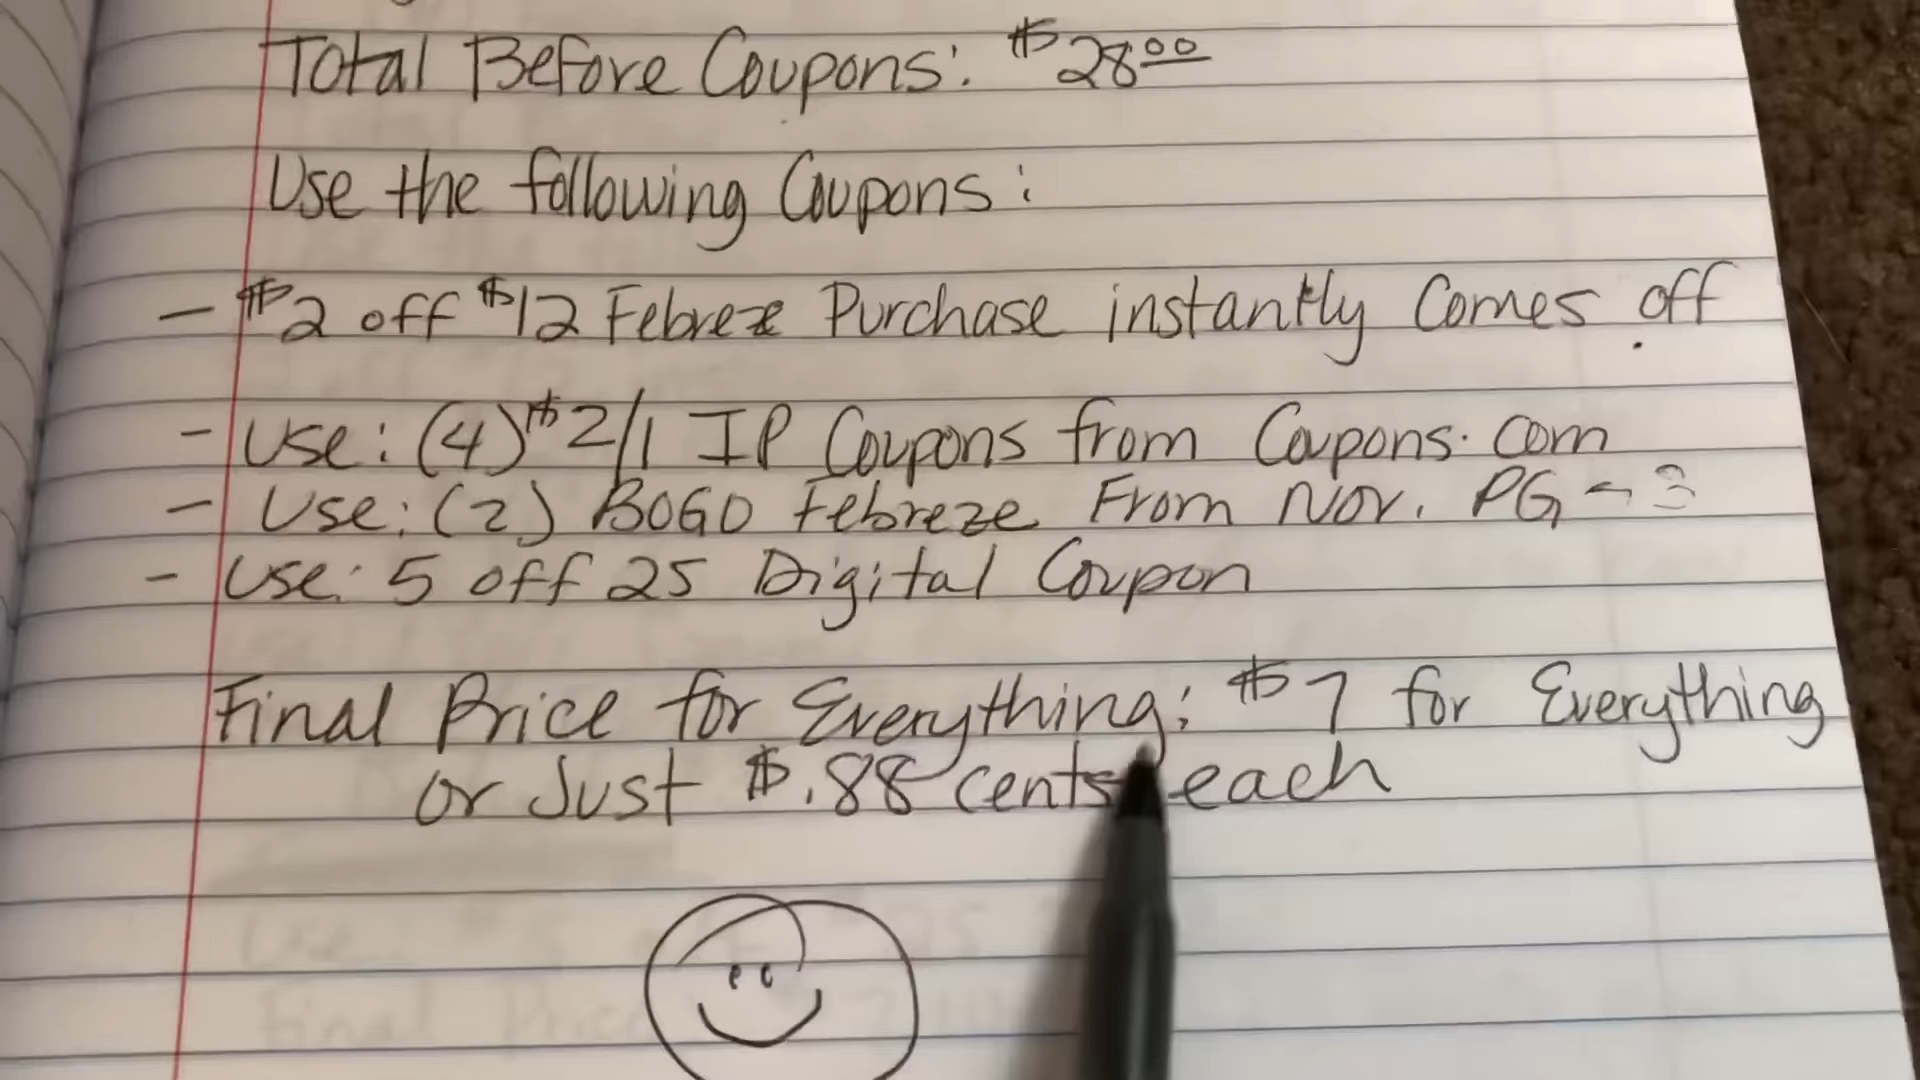 Total Before Coupons: $28.00
Use the following Coupons:
- $2 off $12 Febreze Purchase instantly Comes off.
- Use: (4) $2/1 IP Coupons from Coupons.com
- Use: (2) BOGO Febreze From Nov. PG
- Use: 5 off 25 Digital Coupon
Final Price for Everything: $7 for Everything
or Just $.88 cents each